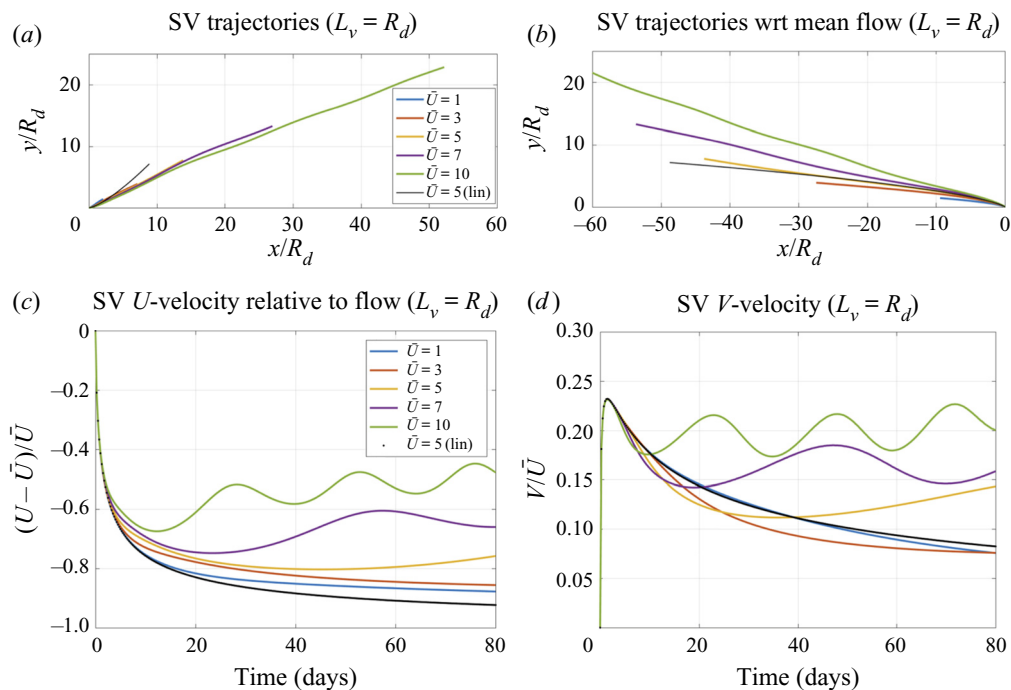 (a) SV trajectories (L_v = R_d)
y/R_d
20
10
0
0 10 20 30 40 50 60
x/R_d
Ū = 1
Ū = 3
Ū = 5
Ū = 7
Ū = 10
Ū = 5 (lin)
(b) SV trajectories wrt mean flow (L_v = R_d)
y/R_d
20
10
0
−60 −50 −40 −30 −20 −10 0
x/R_d
(c) SV U-velocity relative to flow (L_v = R_d)
(U − Ū)/Ū
0
−0.2
−0.4
−0.6
−0.8
−1.0
0 20 40 60 80
Time (days)
Ū = 1
Ū = 3
Ū = 5
Ū = 7
Ū = 10
Ū = 5 (lin)
(d) SV V-velocity (L_v = R_d)
V/Ū
0.30
0.25
0.20
0.15
0.10
0.05
0 20 40 60 80
Time (days)